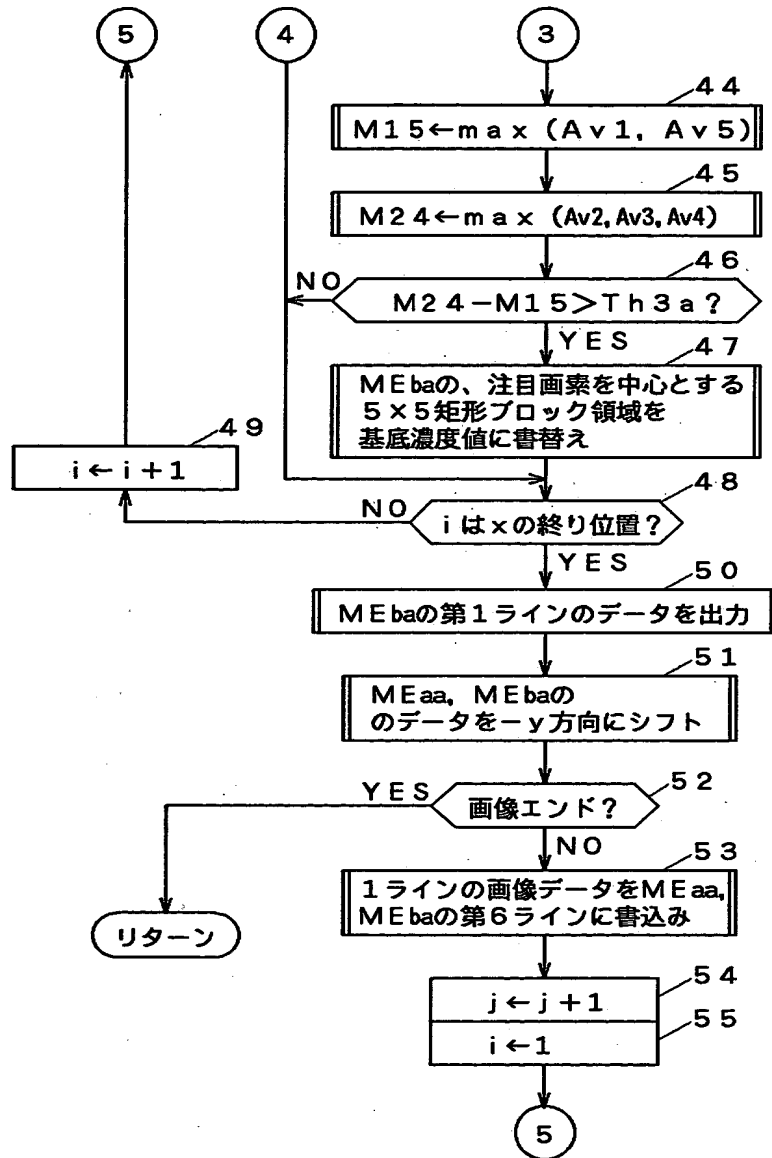 5
4
3
44
M15←max(Av1, Av5)
45
M24←max(Av2,Av3,Av4)
46
NO
M24−M15>Th3a?
YES
47
MEbaの、注目画素を中心とする
5×5矩形ブロック領域を
基底濃度値に書替え
49
i←i+1
48
NO
iはxの終り位置?
YES
50
MEbaの第1ラインのデータを出力
51
MEaa, MEbaの
のデータを−y方向にシフト
52
YES
画像エンド?
NO
53
1ラインの画像データをMEaa,
MEbaの第6ラインに書込み
リターン
54
j←j+1
55
i←1
5